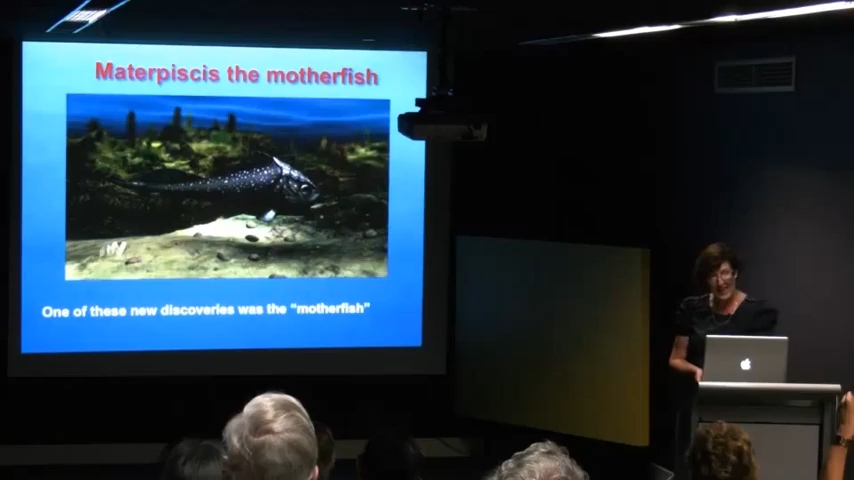 Materpiscis the motherfish
One of these new discoveries was the "motherfish"